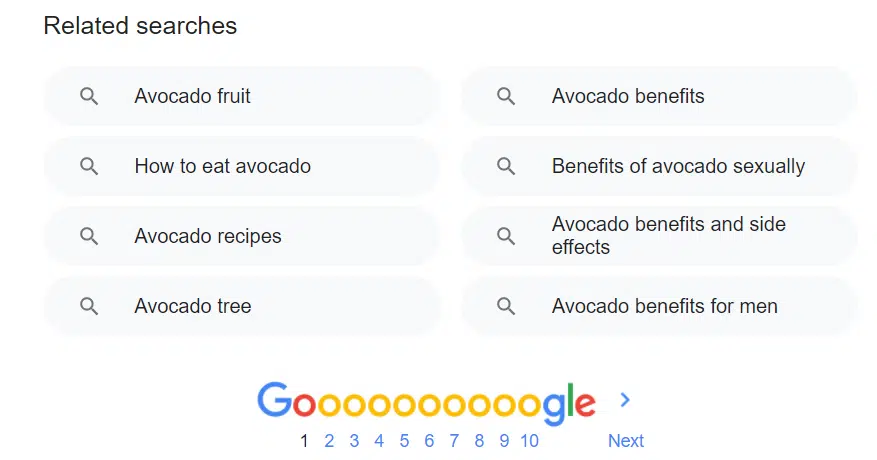 Related searches
Avocado fruit
Avocado benefits
How to eat avocado
Benefits of avocado sexually
Avocado recipes
Avocado benefits and side
effects
Avocado tree
Avocado benefits for men
Goooooooooogle
1 2 3 4 5 6 7 8 9 10 Next